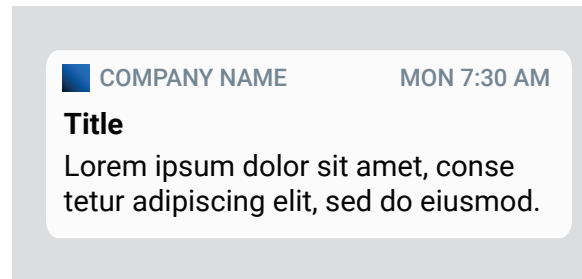 COMPANY NAME MON 7:30 AM
Title
Lorem ipsum dolor sit amet, conse
tetur adipiscing elit, sed do eiusmod.